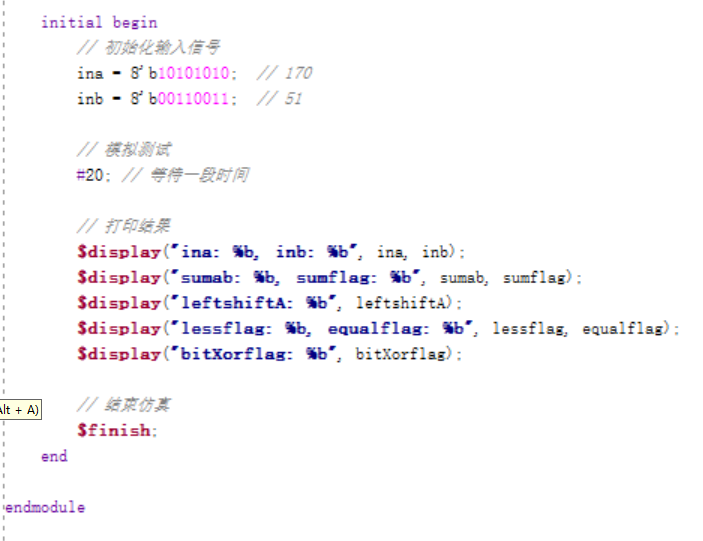 initial begin
// 初始化输入信号
ina = 8'b10101010; // 170
inb = 8'b00110011; // 51
// 模拟测试
#20; // 等待一段时间
// 打印结果
$display("ina: %b, inb: %b", ina, inb);
$display("sumab: %b, sumflag: %b", sumab, sumflag);
$display("leftshiftA: %b", leftshiftA);
$display("lessflag: %b, equalflag: %b", lessflag, equalflag);
$display("bitXorflag: %b", bitXorflag);
lt + A)
// 结束仿真
$finish;
end
endmodule